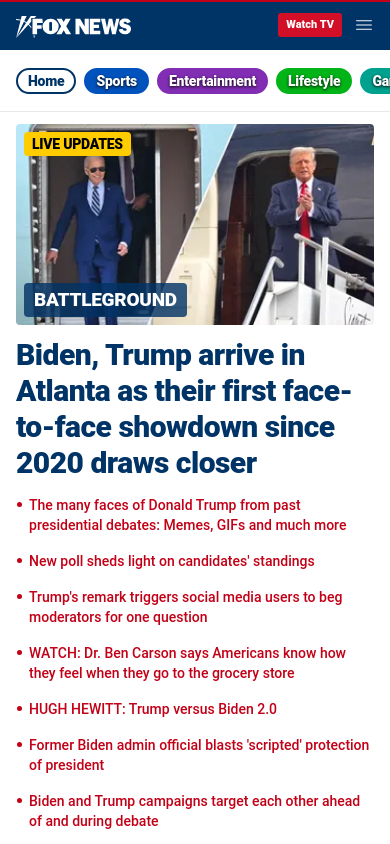 FOX NEWS
Watch TV
Home
Sports
Entertainment
Lifestyle
LIVE UPDATES
BATTLEGROUND
Biden, Trump arrive in
Atlanta as their first face-
to-face showdown since
2020 draws closer
• The many faces of Donald Trump from past
presidential debates: Memes, GIFs and much more
• New poll sheds light on candidates' standings
• Trump's remark triggers social media users to beg
moderators for one question
• WATCH: Dr. Ben Carson says Americans know how
they feel when they go to the grocery store
• HUGH HEWITT: Trump versus Biden 2.0
• Former Biden admin official blasts 'scripted' protection
of president
• Biden and Trump campaigns target each other ahead
of and during debate